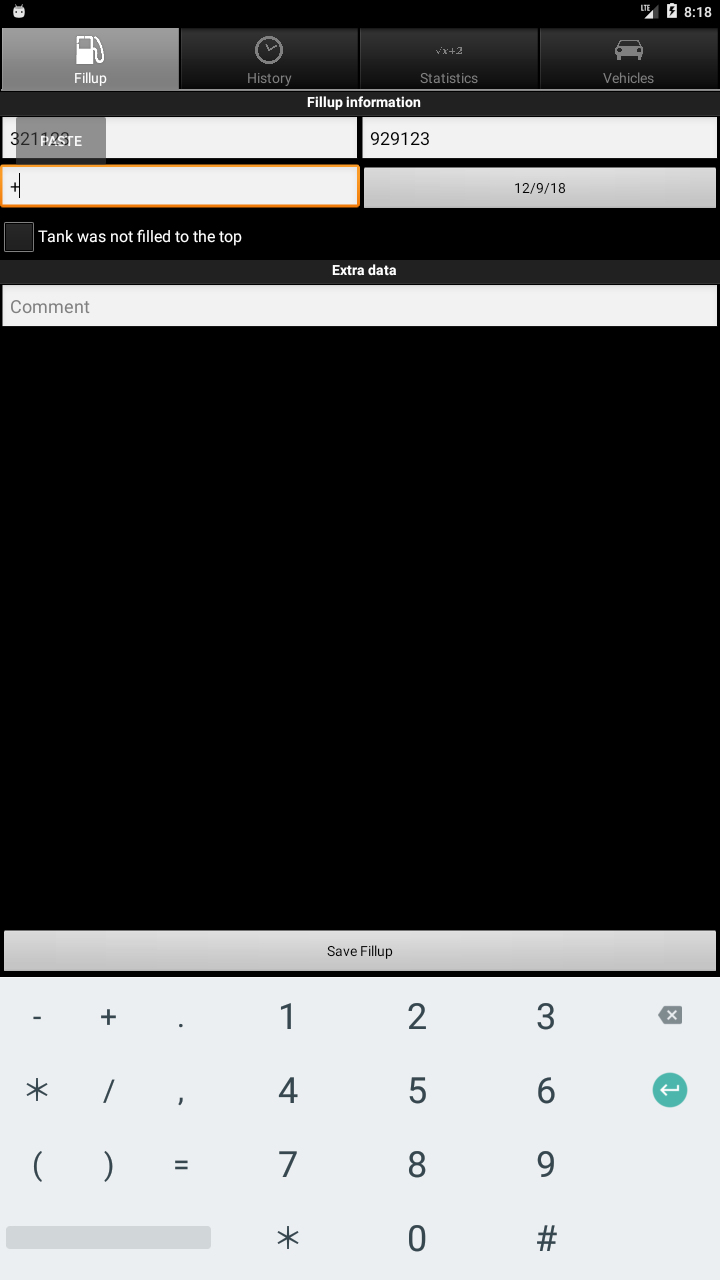 LTE 8:18
Fillup History √x+2 Statistics Vehicles
Fillup information
321123 PASTE 929123
+ 12/9/18
Tank was not filled to the top
Extra data
Comment
Save Fillup
- + . 1 2 3
* / , 4 5 6
( ) = 7 8 9
* 0 #